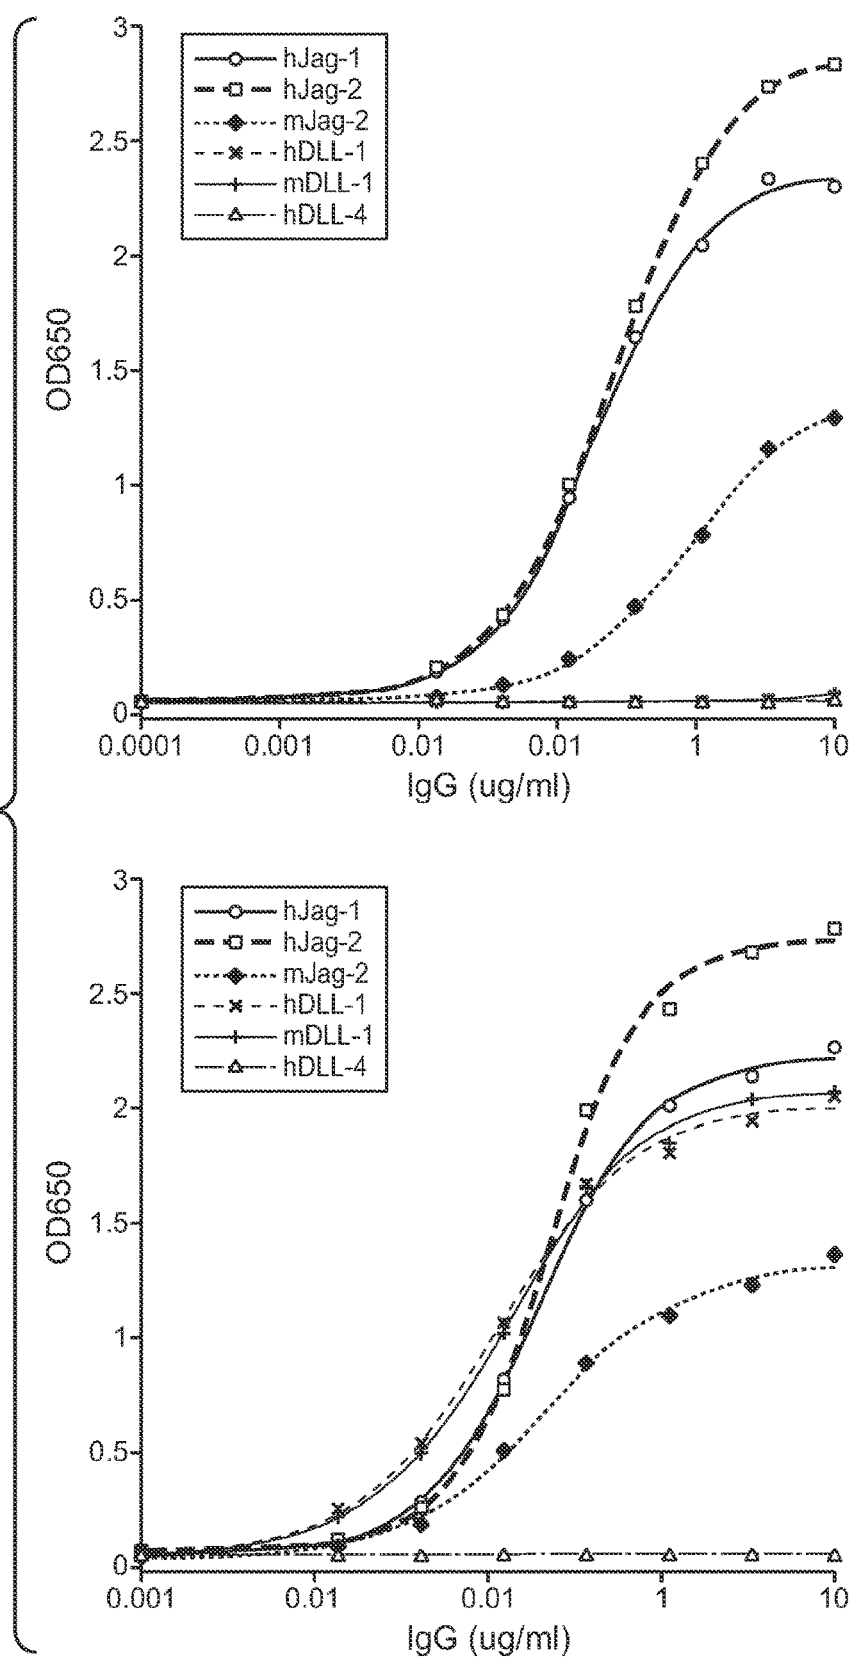 3
hJag-1
hJag-2
mJag-2
hDLL-1
mDLL-1
hDLL-4
2.5
2
1.5
1
0.5
0
OD650
0.0001 0.001 0.01 0.01 1 10
IgG (ug/ml)
3
hJag-1
hJag-2
mJag-2
hDLL-1
mDLL-1
hDLL-4
2.5
2
1.5
1
0.5
0
OD650
0.001 0.01 0.01 1 10
IgG (ug/ml)